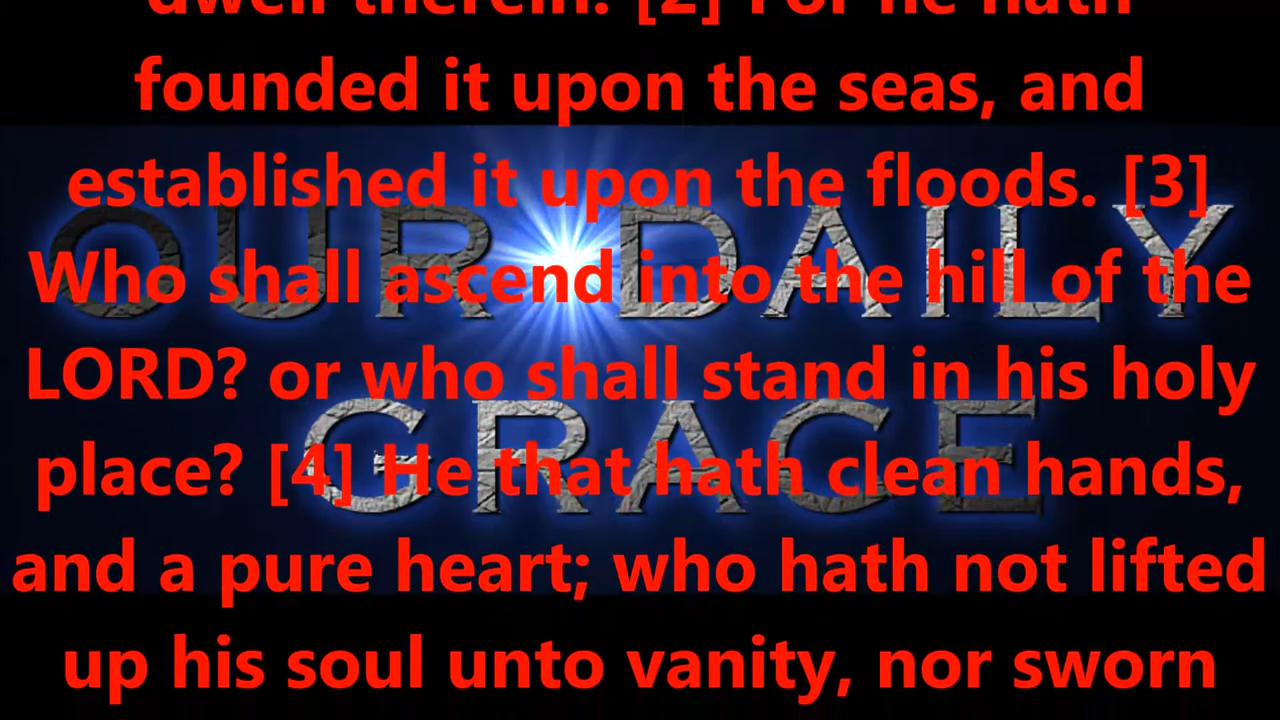 dwell therein. [2] For he hath
founded it upon the seas, and
established it upon the floods. [3]
OUR DAILY
Who shall ascend into the hill of the
LORD? or who shall stand in his holy
GRACE
place? [4] He that hath clean hands,
and a pure heart; who hath not lifted
up his soul unto vanity, nor sworn